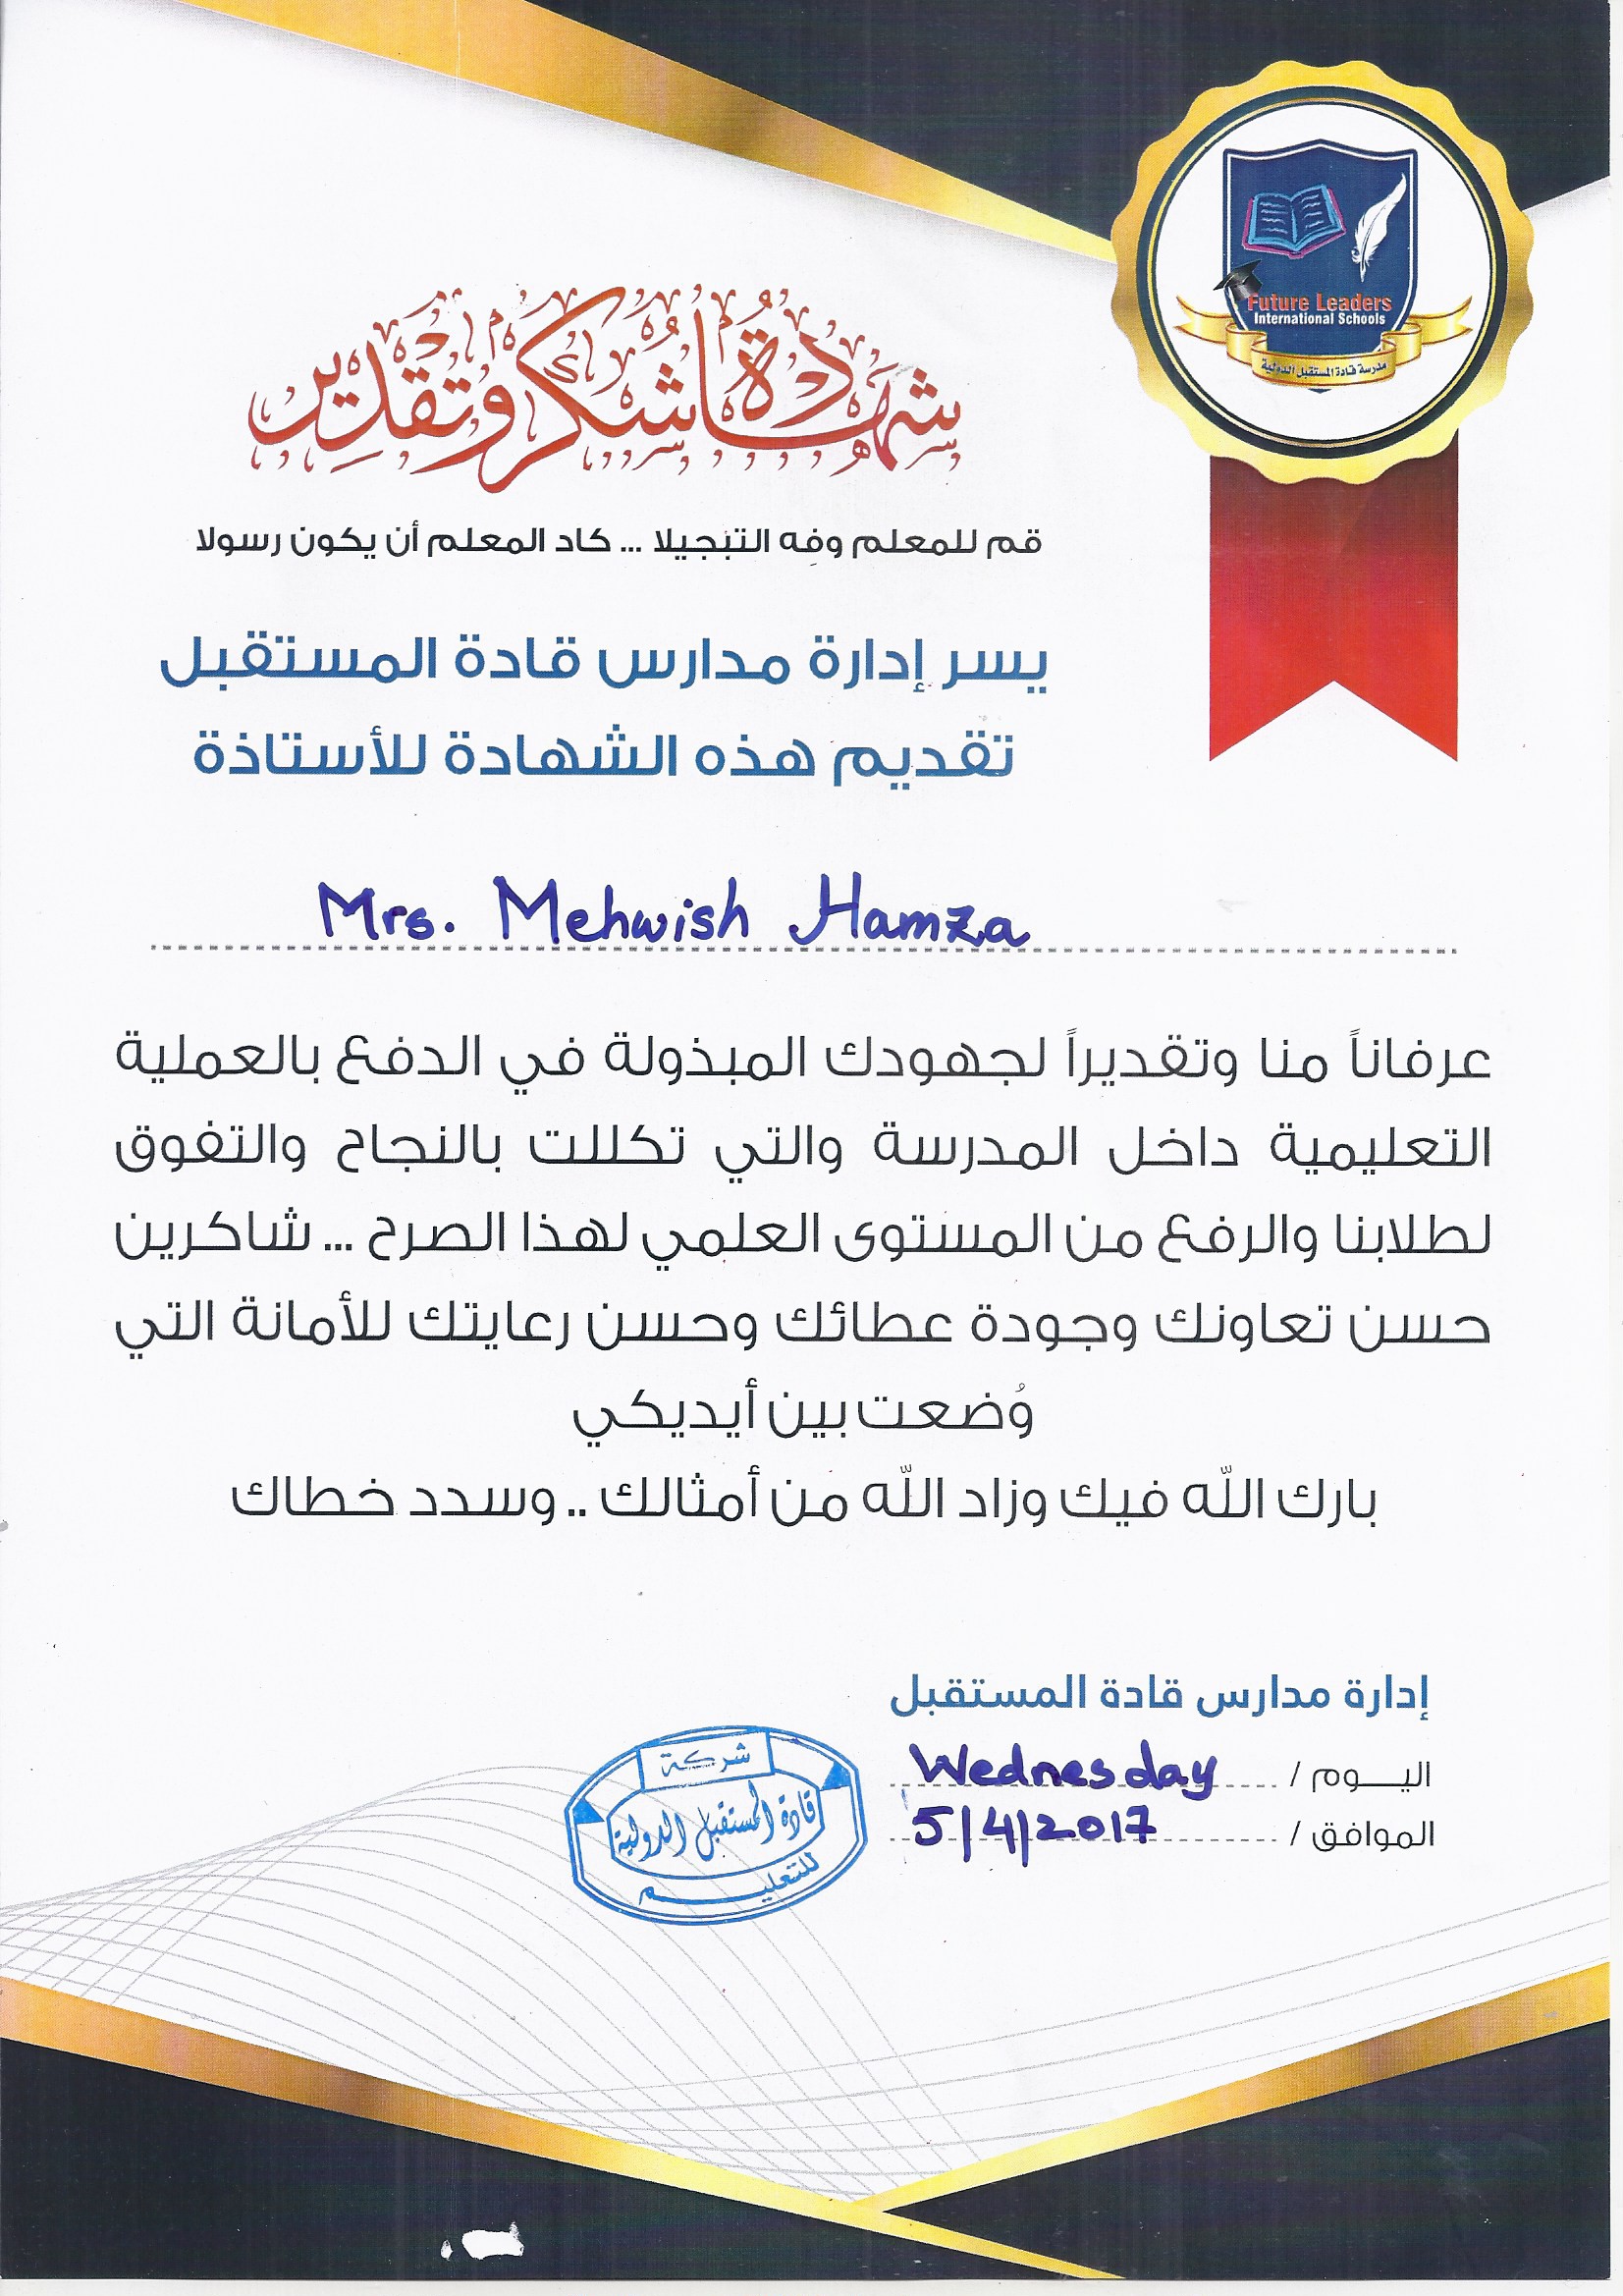 Future Leaders
International Schools
مدرسة قادة المستقبل الدولية
شهادة شكر وتقدير
قم للمعلم وفِه التبجيلا ... كاد المعلم أن يكون رسولا
يسر إدارة مدارس قادة المستقبل
تقديم هذه الشهادة للأستاذة
Mrs. Mehwish Hamza
عرفاناً منا وتقديراً لجهودك المبذولة في الدفع بالعملية
التعليمية داخل المدرسة والتي تكللت بالنجاح والتفوق
لطلابنا والرفع من المستوى العلمي لهذا الصرح ... شاكرين
حسن تعاونك وجودة عطائك وحسن رعايتك للأمانة التي
وُضعت بين أيديكي
بارك اللّه فيك وزاد اللّه من أمثالك .. وسدد خطاك
إدارة مدارس قادة المستقبل
اليــوم / Wednesday
الموافق / 5/4/2017
شركة
قادة المستقبل الدولية
للتعليم